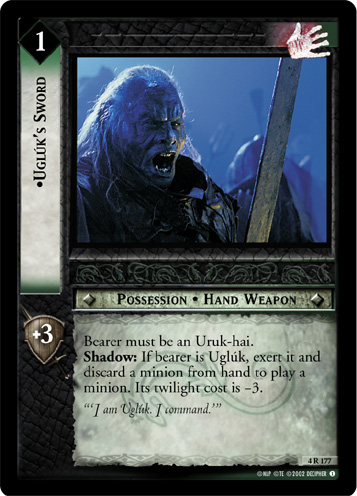 1
•Uglúk's Sword
Possession • Hand Weapon
+3
Bearer must be an Uruk-hai.
Shadow: If bearer is Uglúk, exert it and
discard a minion from hand to play a
minion. Its twilight cost is –3.
“‘I am Uglúk. I command.’”
4 R 177
©NLP ©TE ©2002 DECIPHER 1